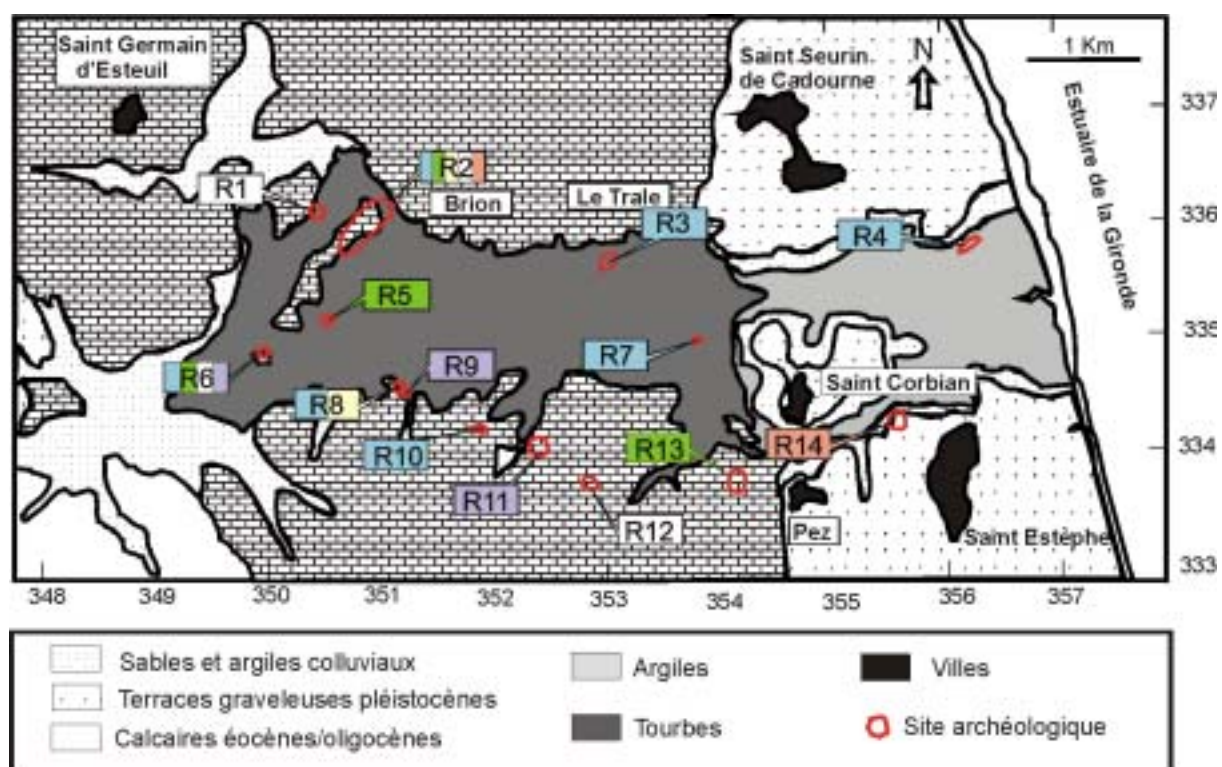 Saint Germain
d'Esteuil
Saint Seurin
de Cadourne
N
1 Km
Estuaire de la Gironde
337
R1
R2
Brion
Le Trale
R3
336
R4
R5
335
R6
R7
R9
R8
Saint Corbian
R10
R13
R14
334
R11
R12
Pez
Saint Estèphe
333
348 349 350 351 352 353 354 355 356 357
Sables et argiles colluviaux
Terraces graveleuses pléistocènes
Calcaires éocènes/oligocènes
Argiles
Tourbes
Villes
Site archéologique